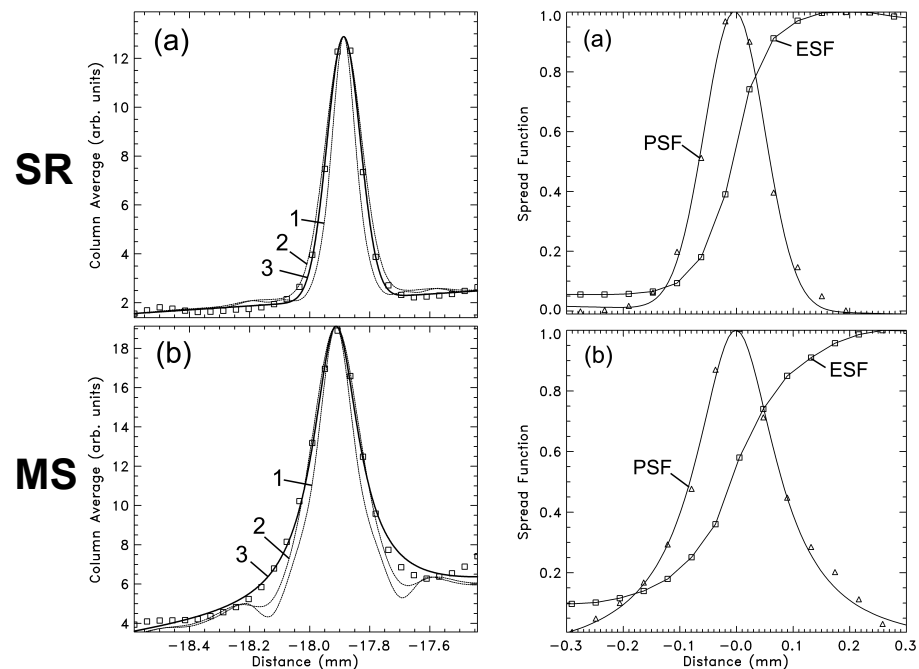 SR
(a)
Column Average (arb. units)
12
10
8
6
4
2
1
2
3
(a)
Spread Function
1.0
0.8
0.6
0.4
0.2
0.0
ESF
PSF
MS
(b)
Column Average (arb. units)
18
16
14
12
10
8
6
4
1
2
3
−18.4 −18.2 −18.0 −17.8 −17.6
Distance (mm)
(b)
Spread Function
1.0
0.8
0.6
0.4
0.2
ESF
PSF
−0.3 −0.2 −0.1 −0.0 0.1 0.2 0.3
Distance (mm)